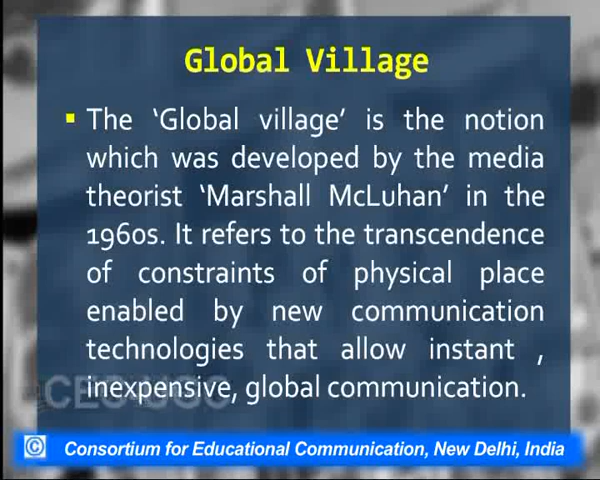 Global Village
▪ The ‘Global village’ is the notion
which was developed by the media
theorist ‘Marshall McLuhan’ in the
1960s. It refers to the transcendence
of constraints of physical place
enabled by new communication
technologies that allow instant ,
inexpensive, global communication.
CEC-UGC
© Consortium for Educational Communication, New Delhi, India